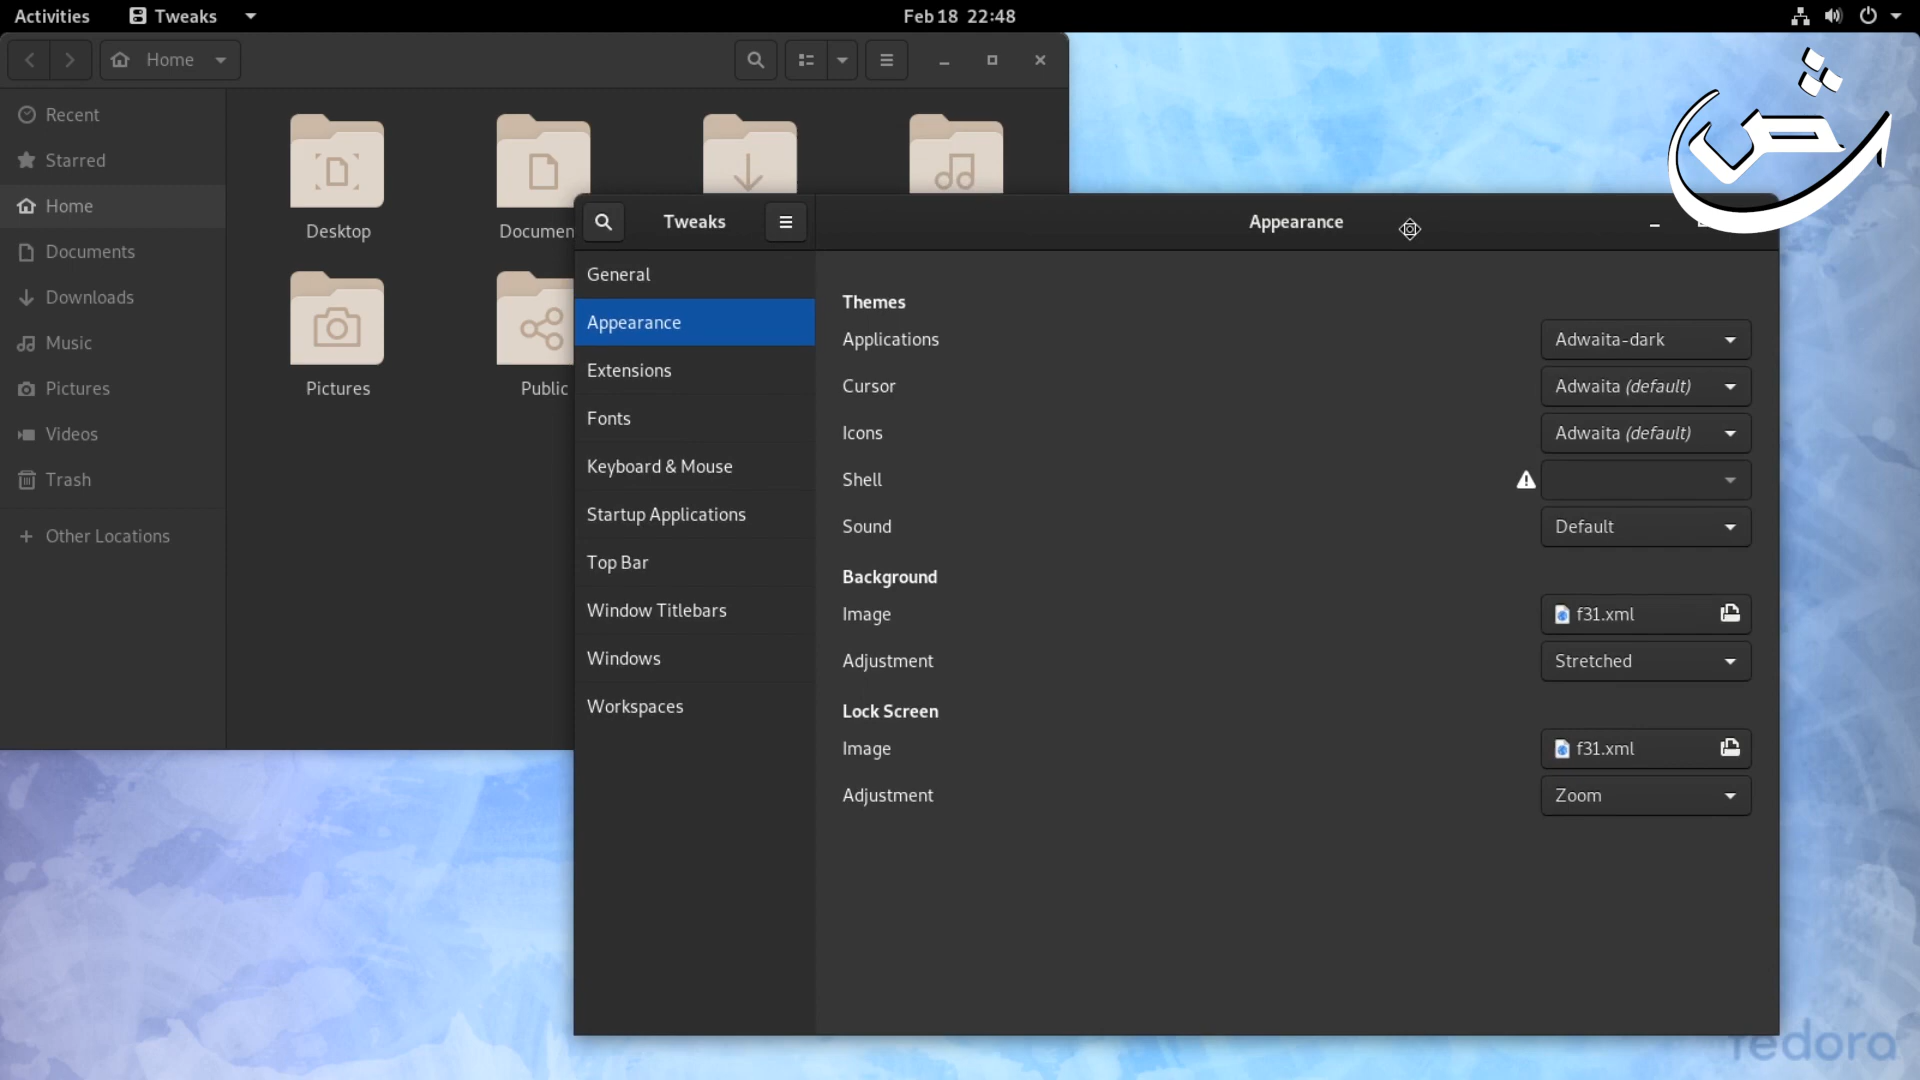 Activities
Tweaks
Feb 18 22:48
Home
Recent
Starred
Home
Documents
Downloads
Music
Pictures
Videos
Trash
Other Locations
Desktop
Documen
Pictures
Public
Tweaks
Appearance
General
Appearance
Extensions
Fonts
Keyboard & Mouse
Startup Applications
Top Bar
Window Titlebars
Windows
Workspaces
Themes
Applications
Adwaita-dark
Cursor
Adwaita (default)
Icons
Adwaita (default)
Shell
Sound
Default
Background
Image
f31.xml
Adjustment
Stretched
Lock Screen
Image
f31.xml
Adjustment
Zoom
fedora